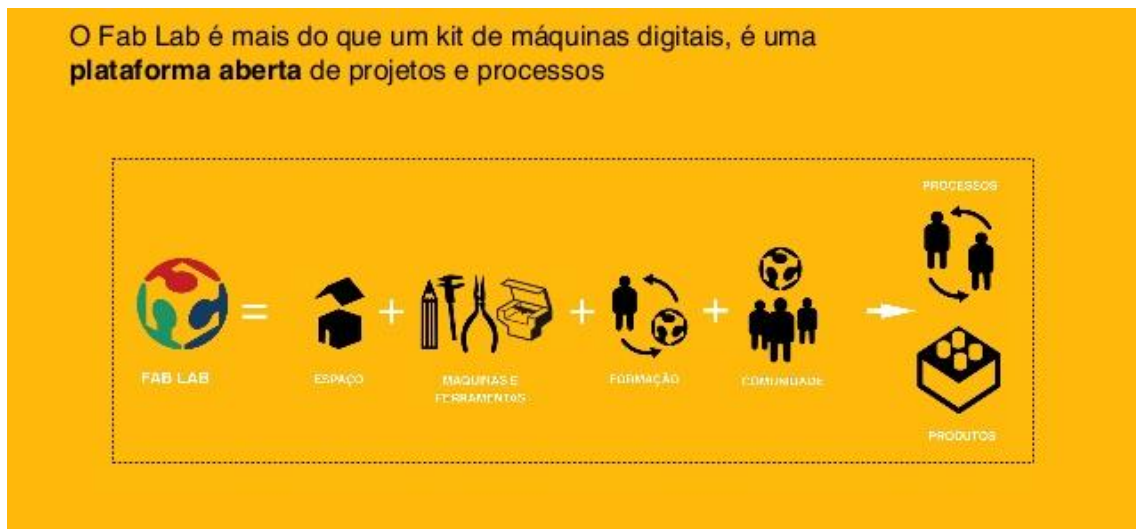 O Fab Lab é mais do que um kit de máquinas digitais, é uma
plataforma aberta de projetos e processos
PROCESSOS
FAB LAB
=
ESPAÇO
+
MAQUINAS E
FERRAMENTAS
+
FORMAÇÃO
+
COMUNIDADE
PRODUTOS